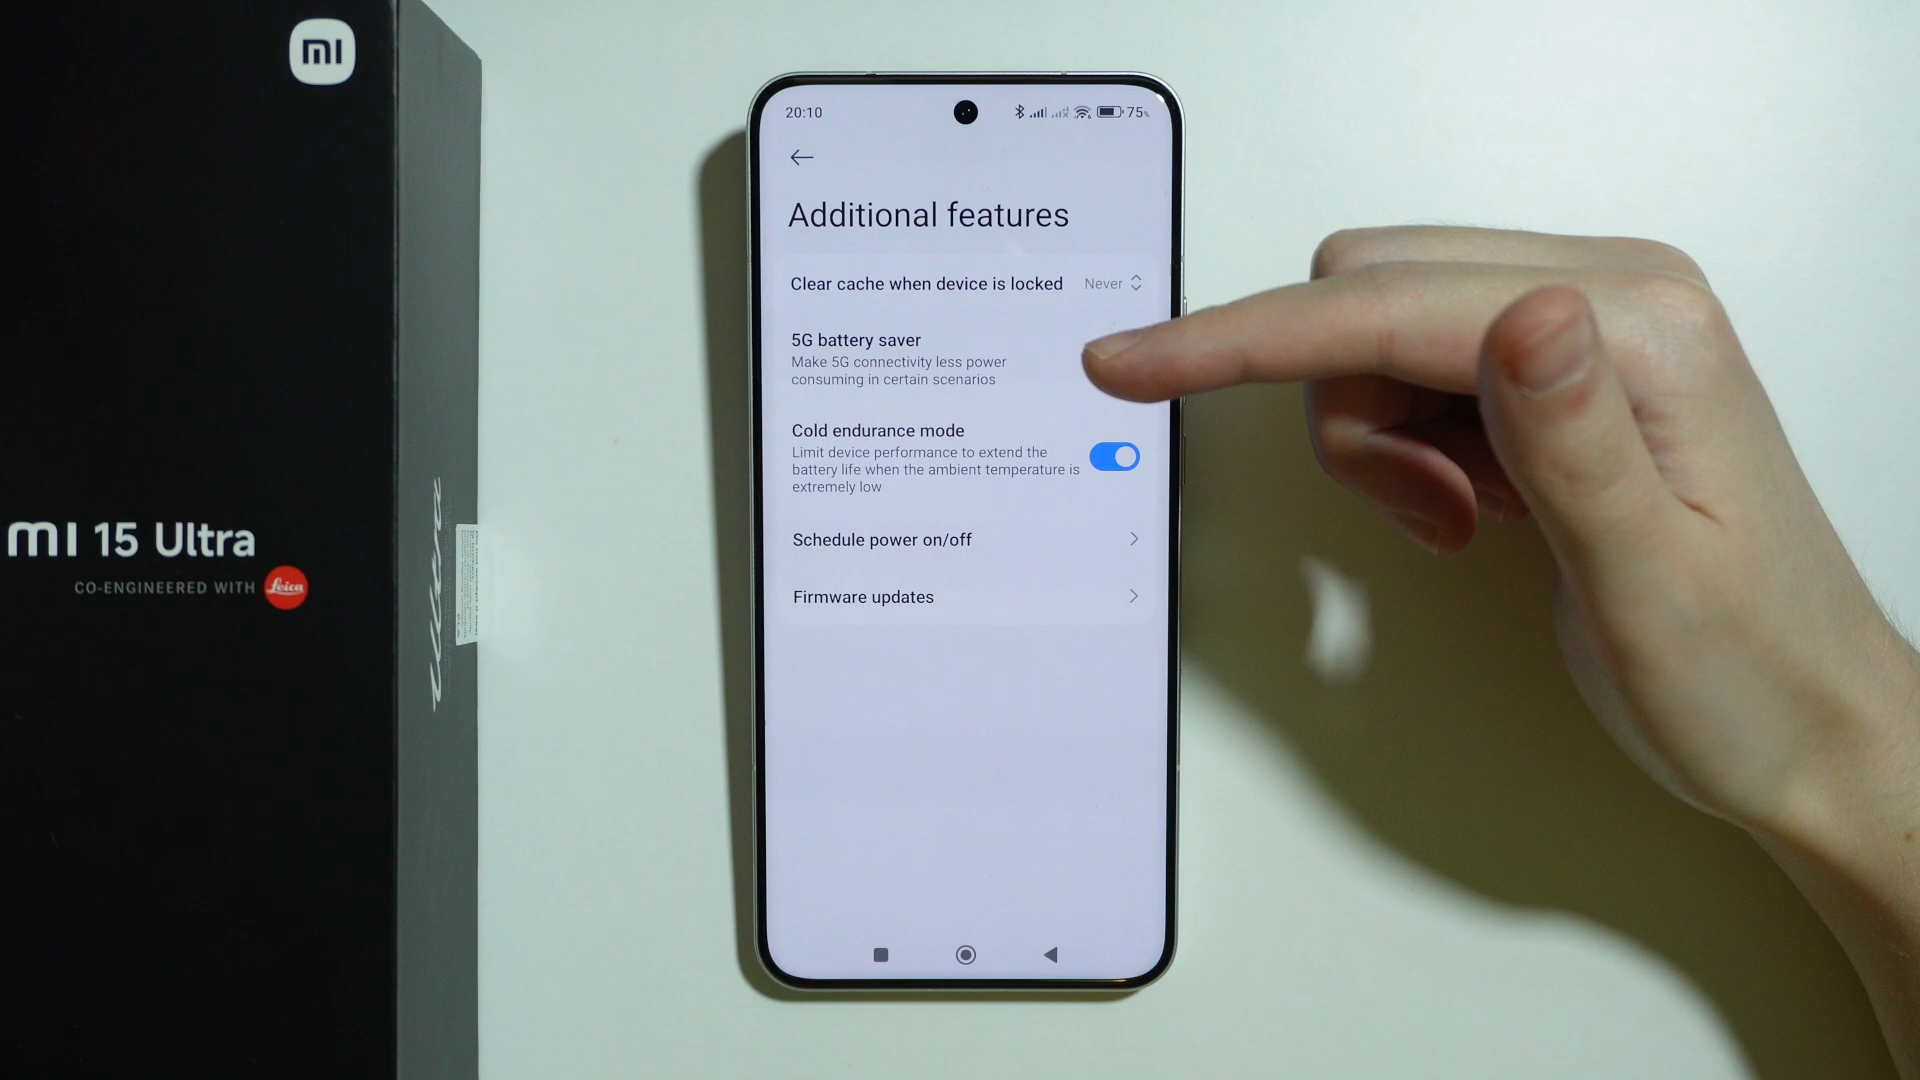 mi
20:10
75%
Additional features
Clear cache when device is locked
Never
5G battery saver
Make 5G connectivity less power
consuming in certain scenarios
Cold endurance mode
Limit device performance to extend the
battery life when the ambient temperature is
extremely low
Schedule power on/off
Firmware updates
mi 15 Ultra
CO-ENGINEERED WITH
Leica
Ultra